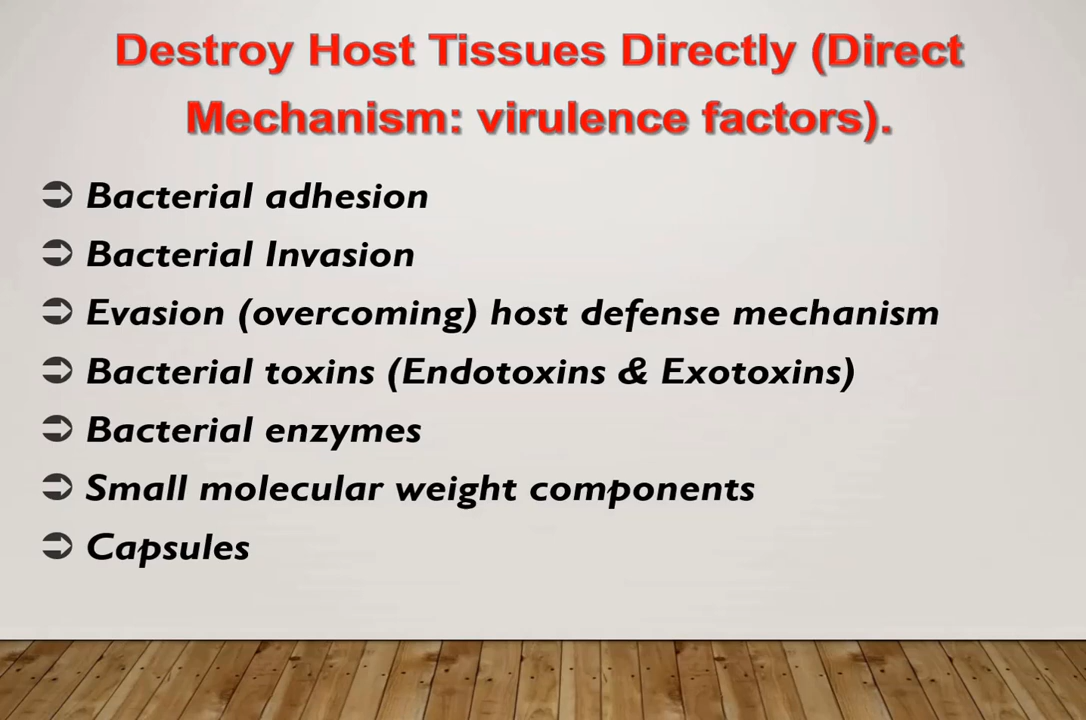 Destroy Host Tissues Directly (Direct
Mechanism: virulence factors).
➲ Bacterial adhesion
➲ Bacterial Invasion
➲ Evasion (overcoming) host defense mechanism
➲ Bacterial toxins (Endotoxins & Exotoxins)
➲ Bacterial enzymes
➲ Small molecular weight components
➲ Capsules